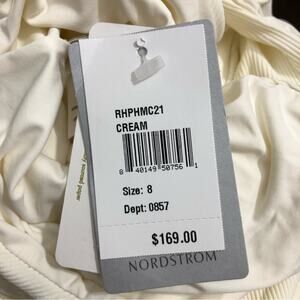 RHPHMC21
CREAM
8 40149 50756 1
Size: 8
Dept: 0857
$169.00
NORDSTROM